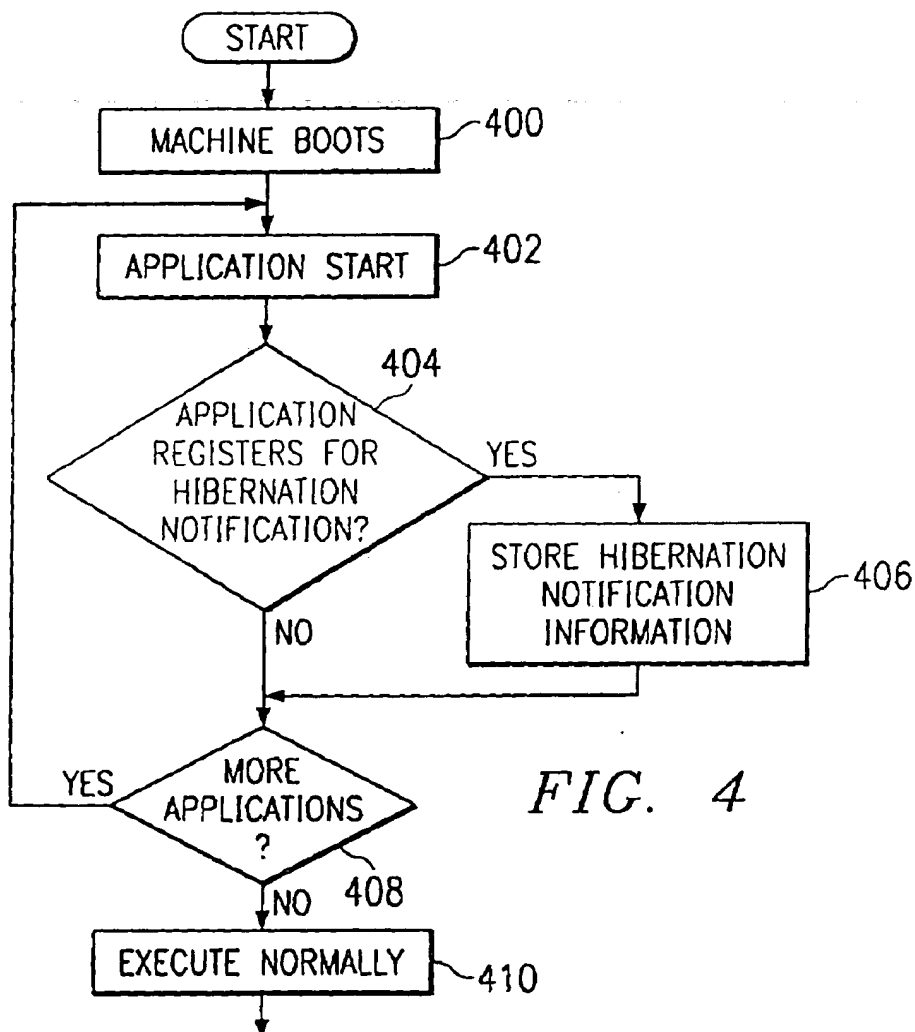 START
MACHINE BOOTS
400
APPLICATION START
402
404
APPLICATION
REGISTERS FOR
HIBERNATION
NOTIFICATION?
YES
STORE HIBERNATION
NOTIFICATION
INFORMATION
406
NO
YES
MORE
APPLICATIONS
?
408
FIG. 4
NO
EXECUTE NORMALLY
410